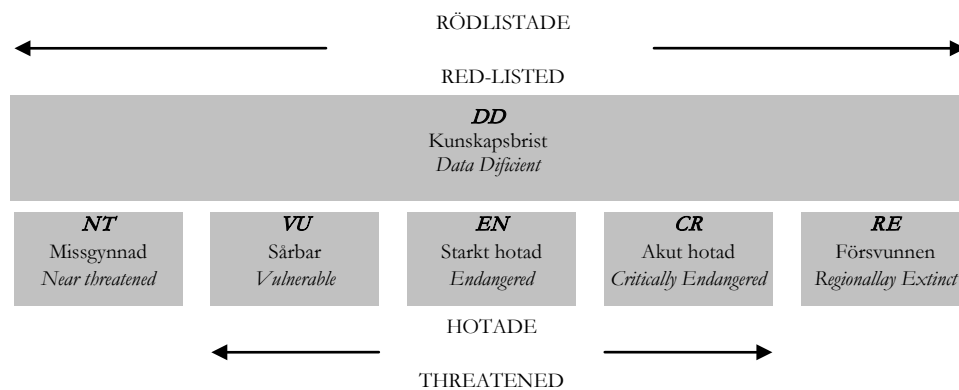 RÖDLISTADE
RED-LISTED
DD
Kunskapsbrist
Data Dificient
NT
Missgynnad
Near threatened
VU
Sårbar
Vulnerable
EN
Starkt hotad
Endangered
CR
Akut hotad
Critically Endangered
RE
Försvunnen
Regionallay Extinct
HOTADE
THREATENED